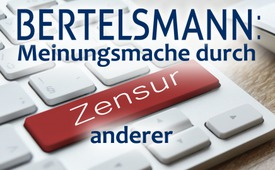 BERTELSMANN:
Meinungsmache durch
Zensur
anderer